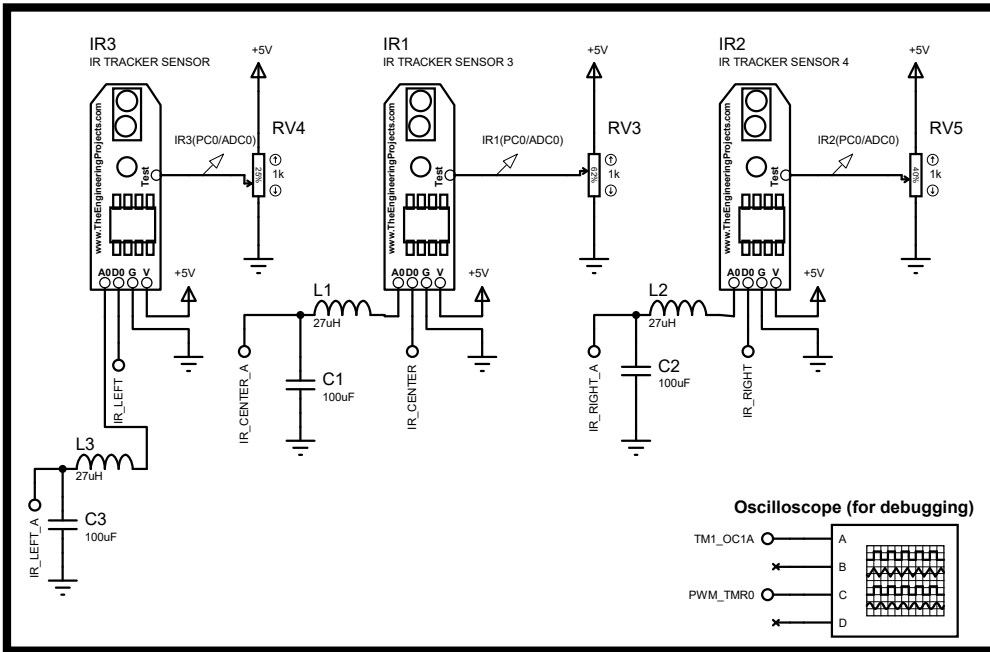 IR3
IR TRACKER SENSOR
+5V
RV4
IR3(PC0/ADC0)
25%
1k
www.TheEngineeringProjects.com
Test
A0 D0 G V
+5V
IR_LEFT
L3
27uH
C3
100uF
IR_LEFT_A
IR1
IR TRACKER SENSOR 3
+5V
RV3
IR1(PC0/ADC0)
62%
1k
www.TheEngineeringProjects.com
Test
A0 D0 G V
+5V
L1
27uH
C1
100uF
IR_CENTER_A
IR_CENTER
IR2
IR TRACKER SENSOR 4
+5V
RV5
IR2(PC0/ADC0)
40%
1k
www.TheEngineeringProjects.com
Test
A0 D0 G V
+5V
L2
27uH
C2
100uF
IR_RIGHT_A
IR_RIGHT
Oscilloscope (for debugging)
TM1_OC1A
A
B
PWM_TMR0
C
D